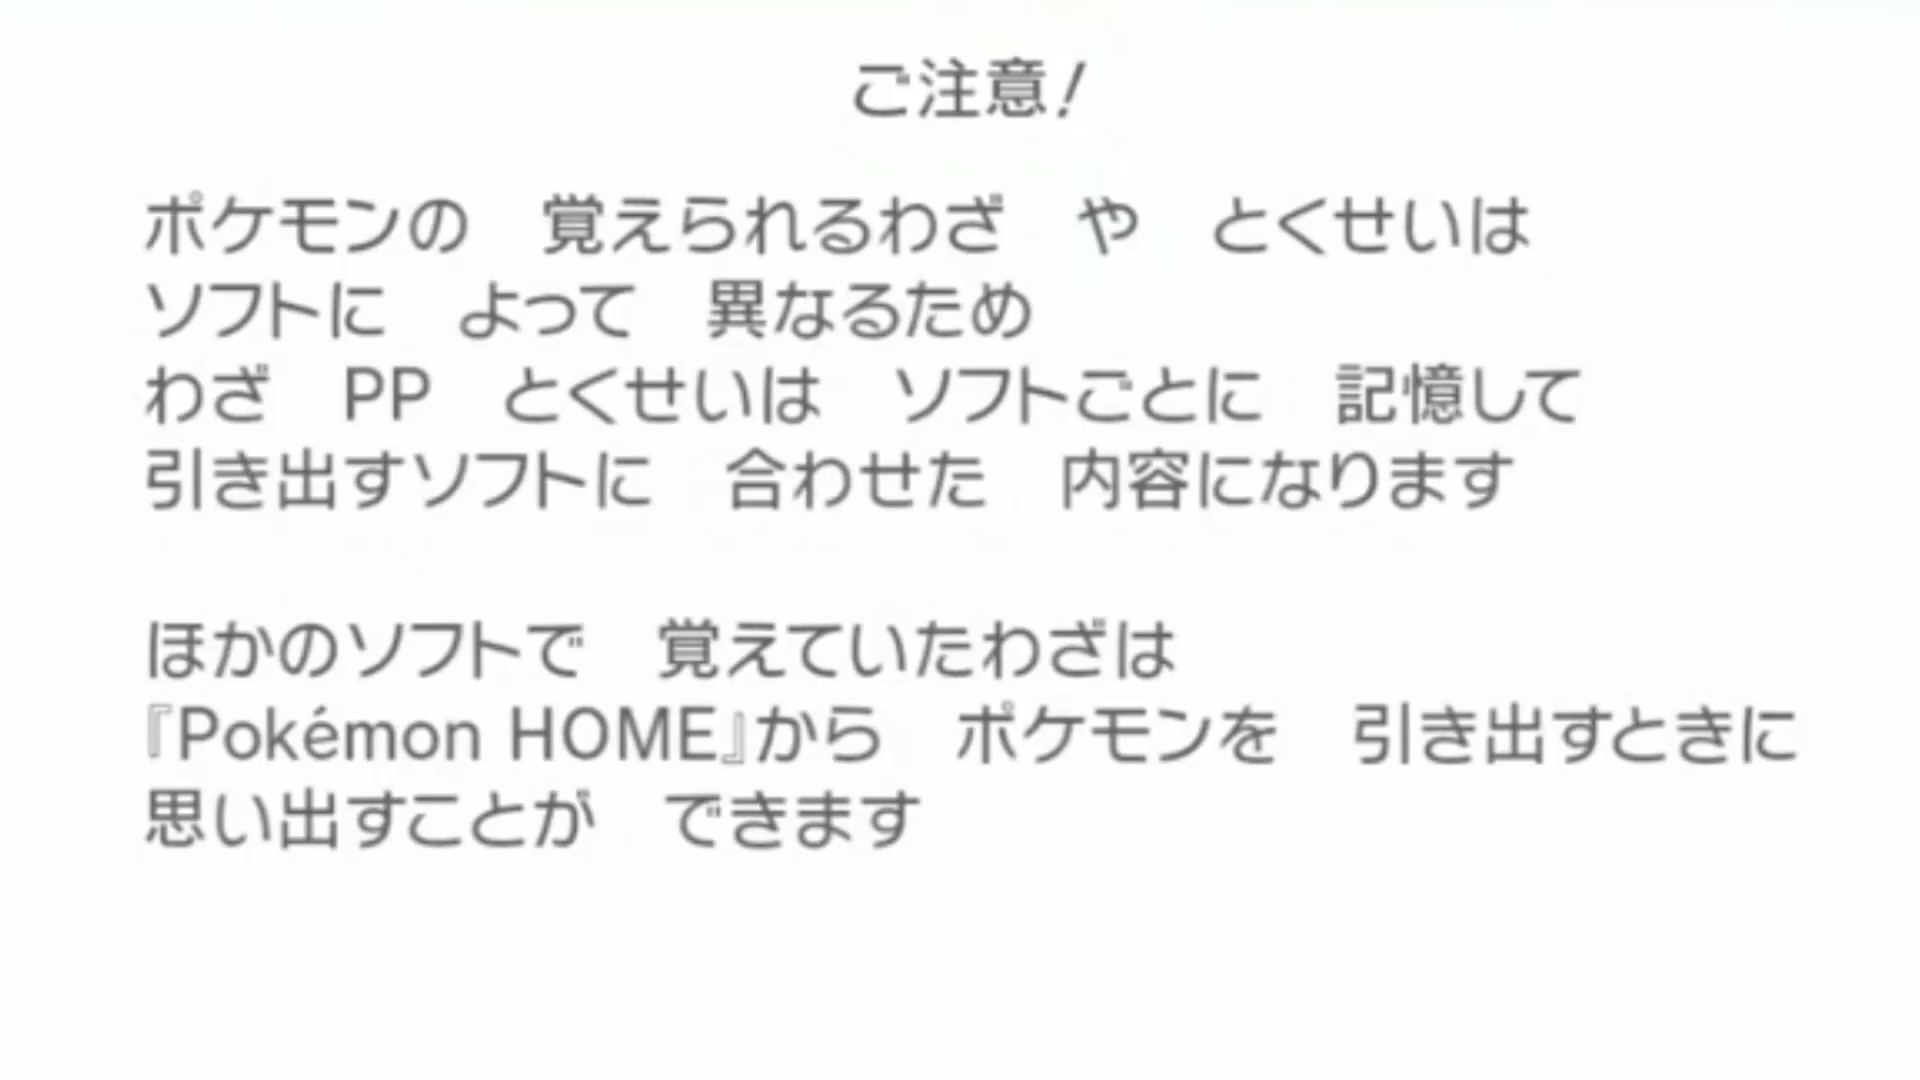 ご注意！
ポケモンの　覚えられるわざ　や　とくせいは
ソフトに　よって　異なるため
わざ　PP　とくせいは　ソフトごとに　記憶して
引き出すソフトに　合わせた　内容になります
ほかのソフトで　覚えていたわざは
『Pokémon HOME』から　ポケモンを　引き出すときに
思い出すことが　できます